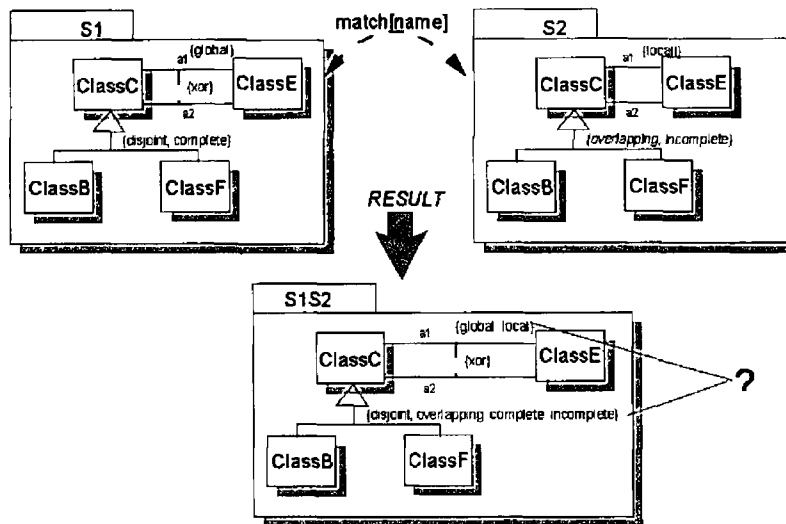 S1
match[name]
S2
a1
{global}
ClassC
ClassE
{xor}
a2
{disjoint, complete}
ClassB
ClassF
a1
{local}
ClassC
ClassE
a2
{overlapping, incomplete}
ClassB
ClassF
RESULT
S1S2
a1
{global local}
ClassC
ClassE
{xor}
a2
?
{disjoint, overlapping complete incomplete}
ClassB
ClassF